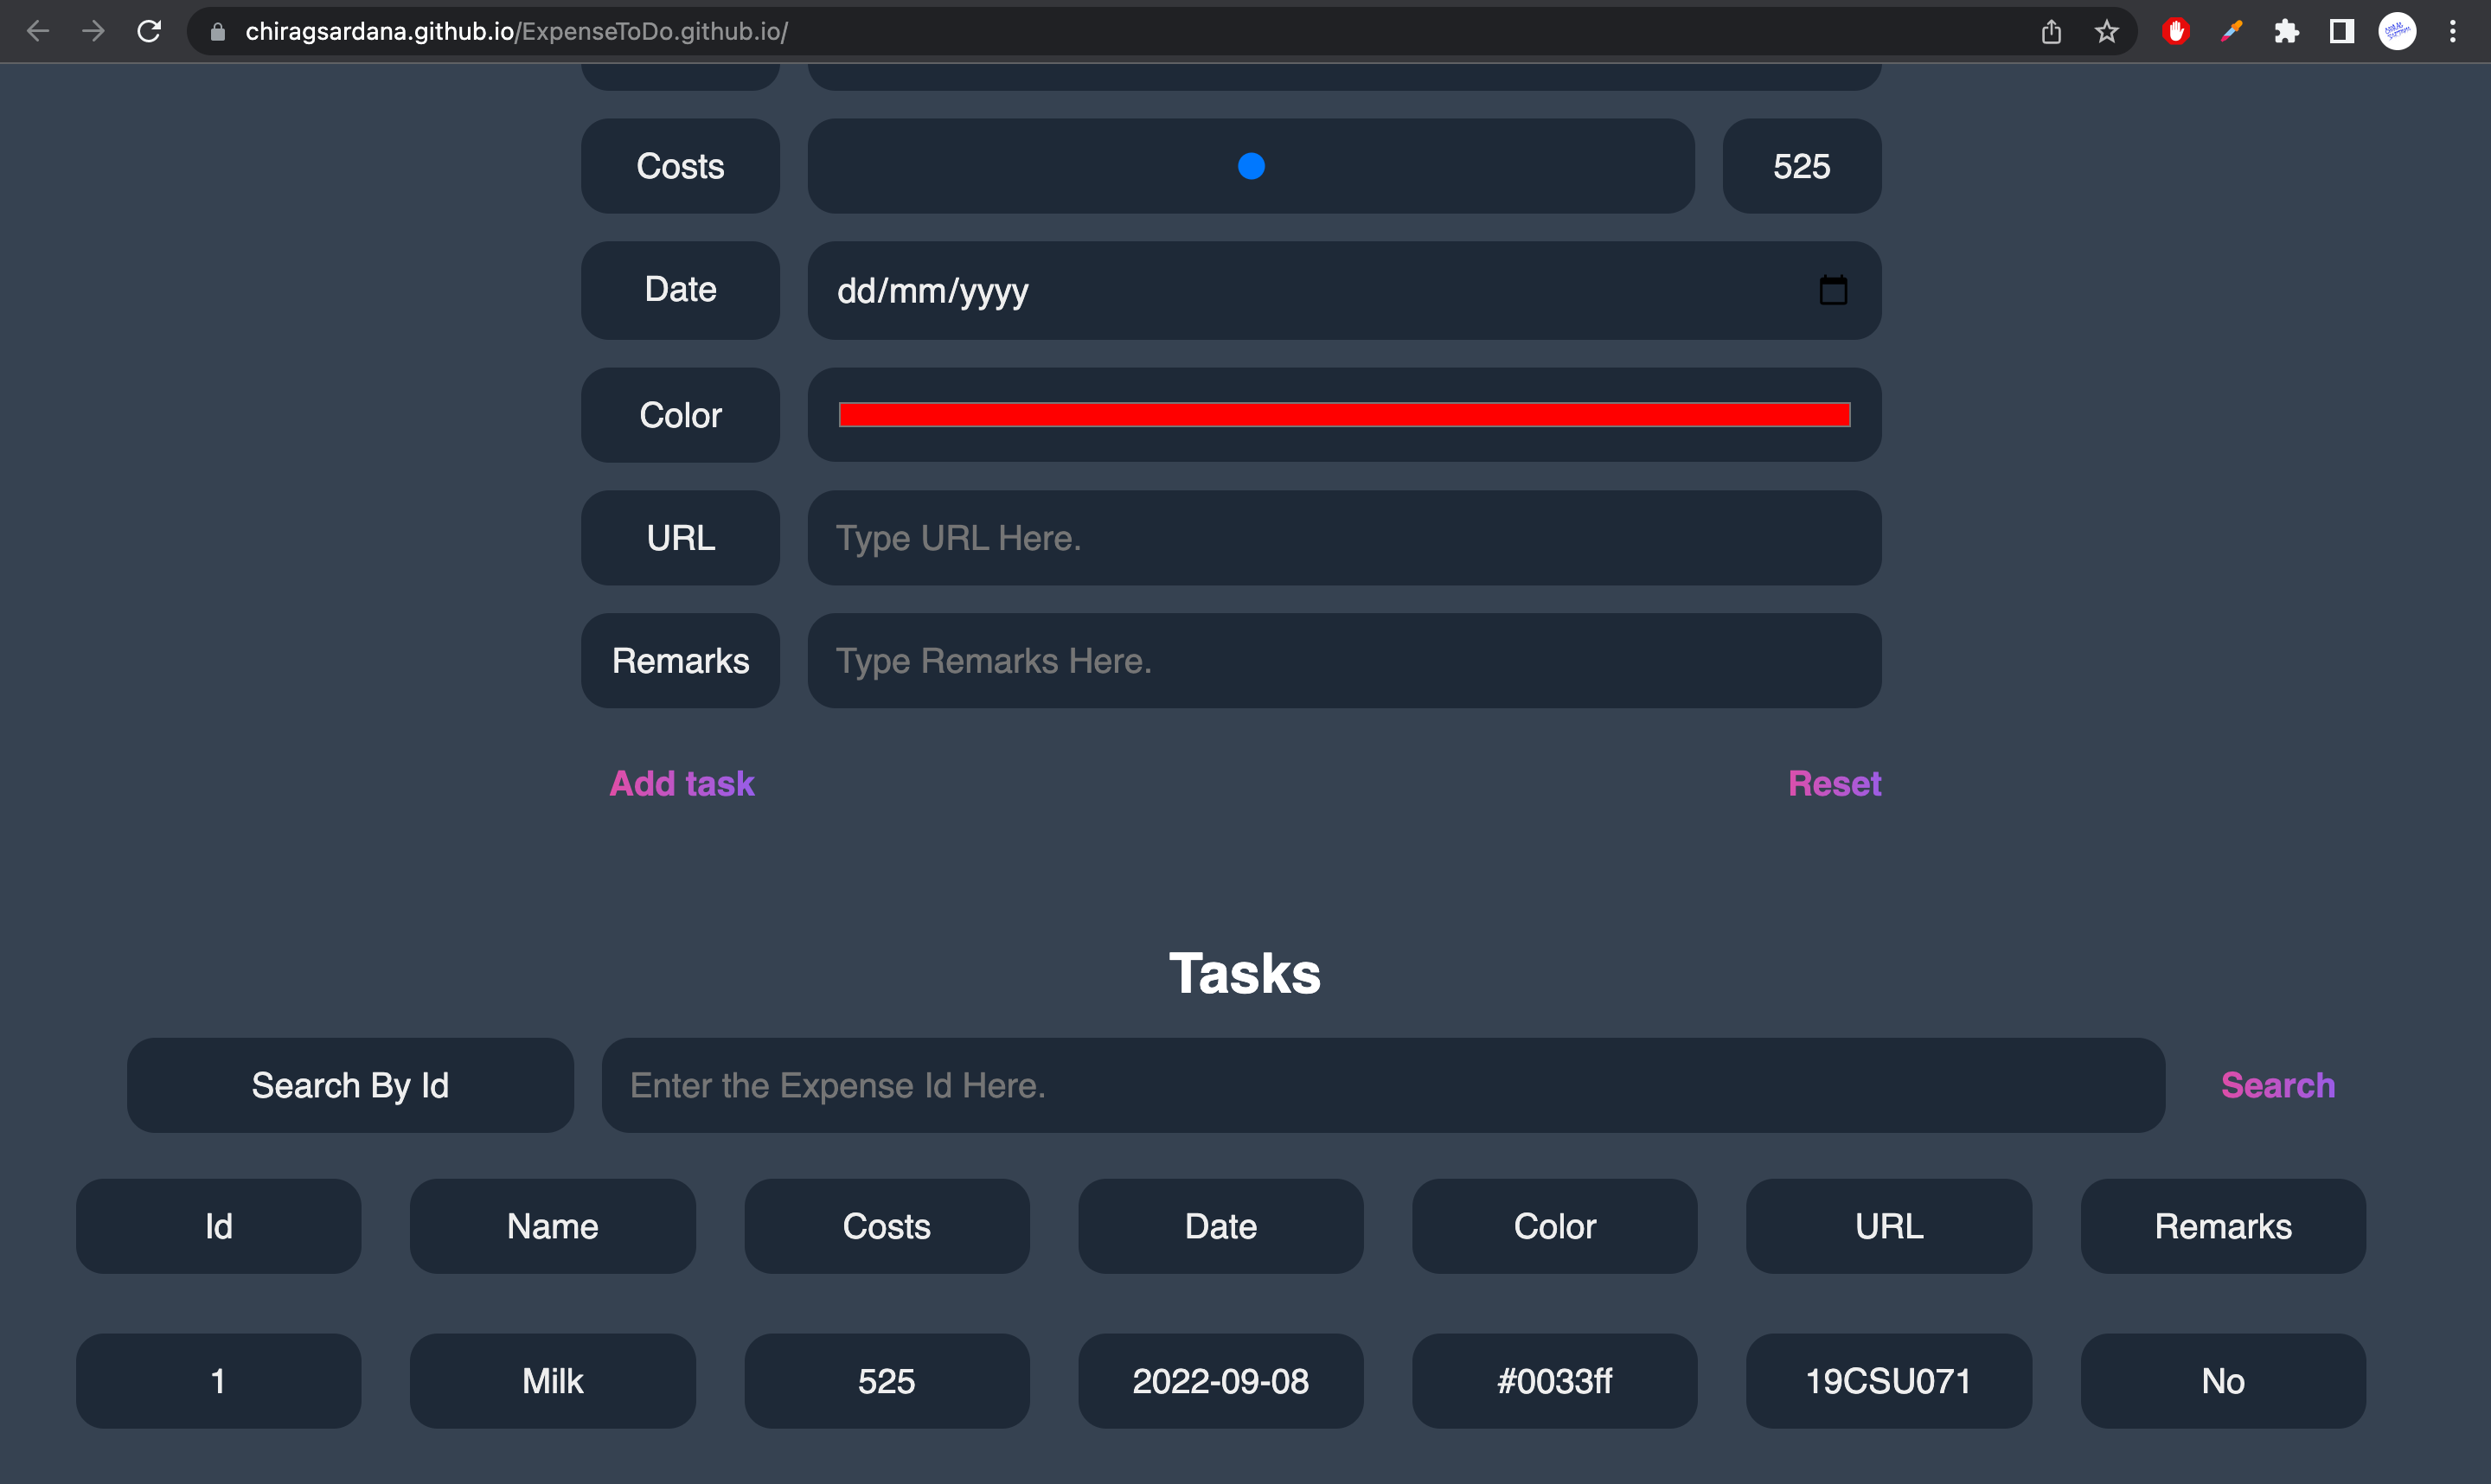 chiragsardana.github.io/ExpenseToDo.github.io/
Costs 525
Date dd/mm/yyyy
Color
URL Type URL Here.
Remarks Type Remarks Here.
Add task Reset
Tasks
Search By Id Enter the Expense Id Here. Search
Id Name Costs Date Color URL Remarks
1 Milk 525 2022-09-08 #0033ff 19CSU071 No